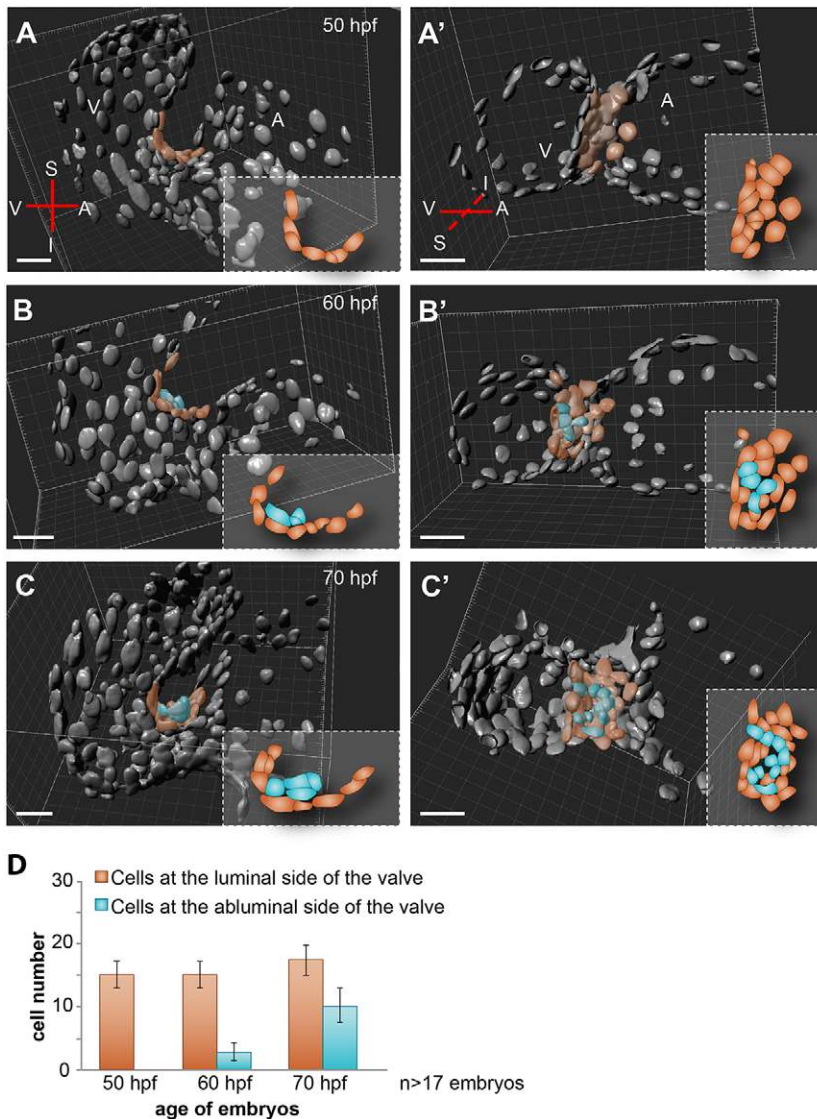 A
50 hpf
V
A
S
V
A
I
A'
A
V
I
V
A
S
B
60 hpf
B'
C
70 hpf
C'
D
30
Cells at the luminal side of the valve
Cells at the abluminal side of the valve
20
10
0
cell number
50 hpf
60 hpf
70 hpf
n>17 embryos
age of embryos